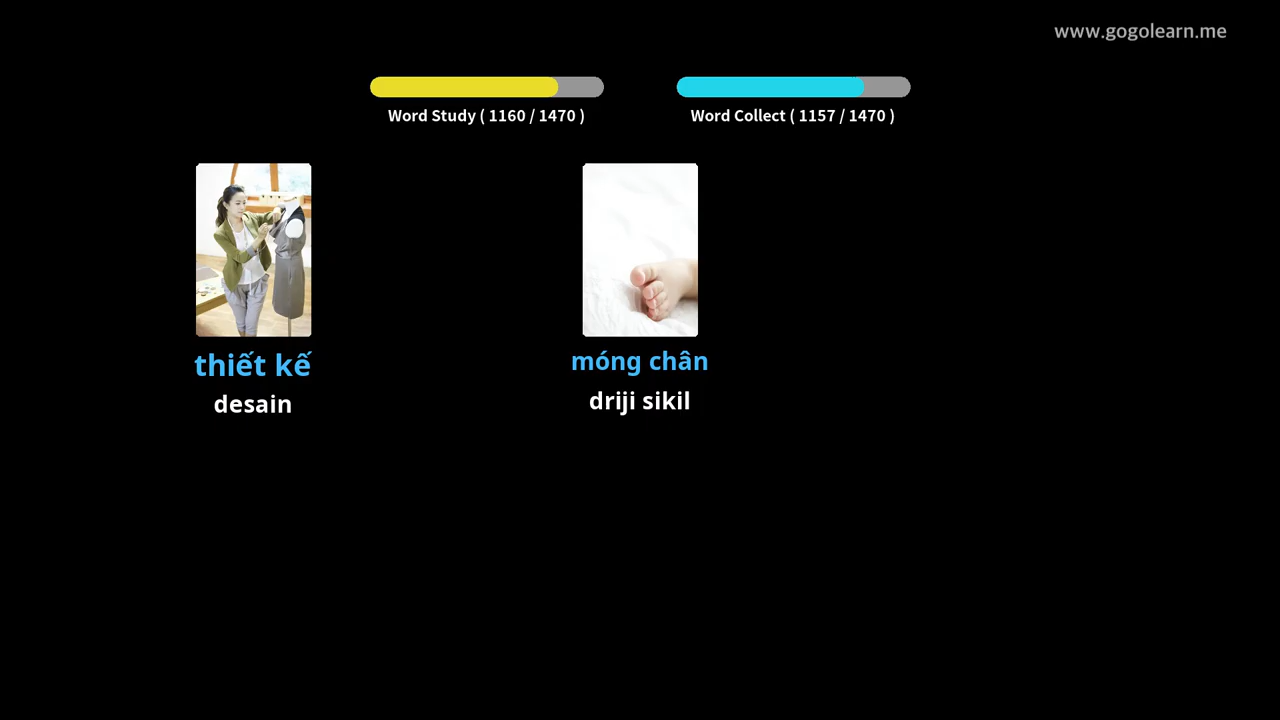 www.gogolearn.me
Word Study ( 1160 / 1470 )
Word Collect ( 1157 / 1470 )
thiết kế
desain
móng chân
driji sikil